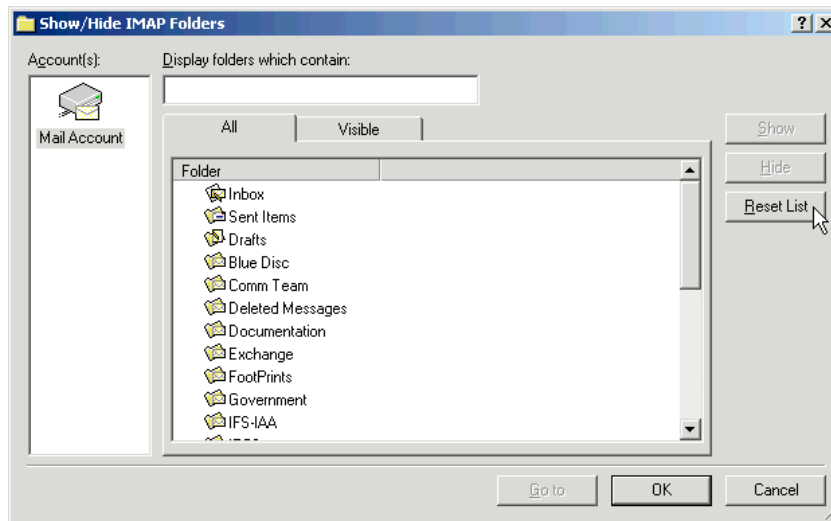 Show/Hide IMAP Folders
Account(s):
Display folders which contain:
Mail Account
All
Visible
Show
Hide
Reset List
Folder
Inbox
Sent Items
Drafts
Blue Disc
Comm Team
Deleted Messages
Documentation
Exchange
FootPrints
Government
IFS-IAA
Go to
OK
Cancel